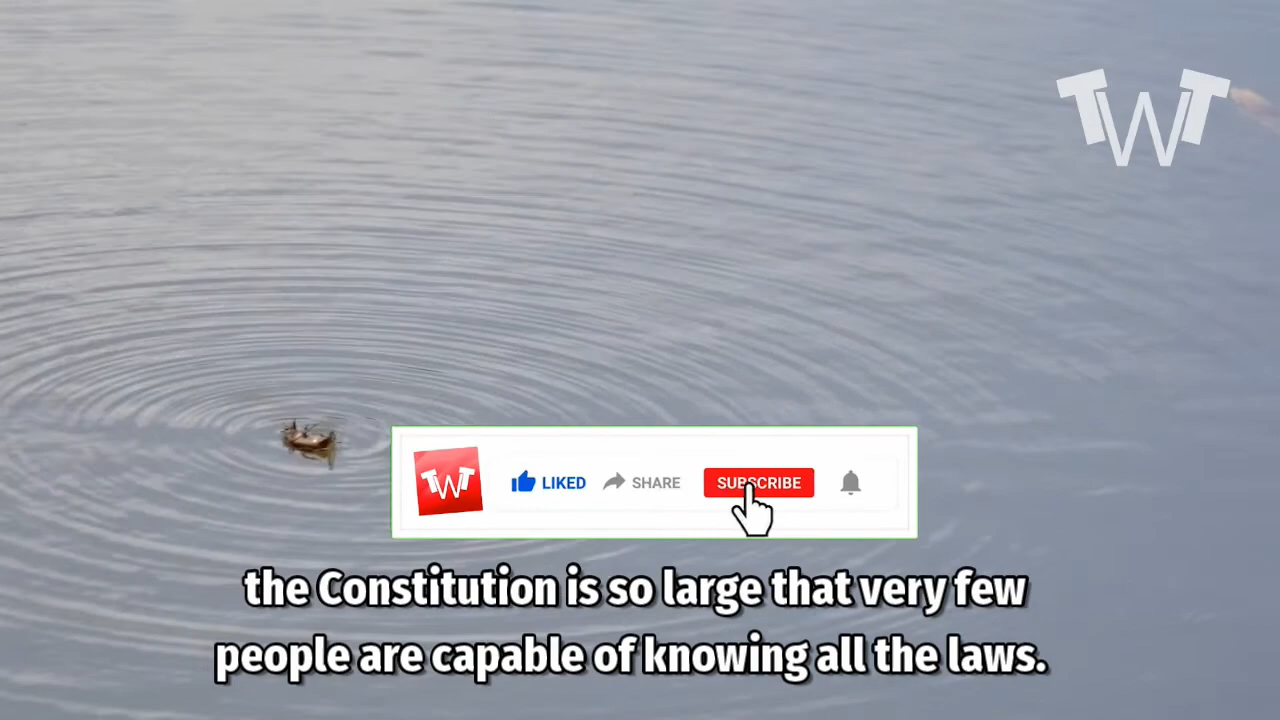 TWT
TWT LIKED SHARE SUBSCRIBE
the Constitution is so large that very few
people are capable of knowing all the laws.